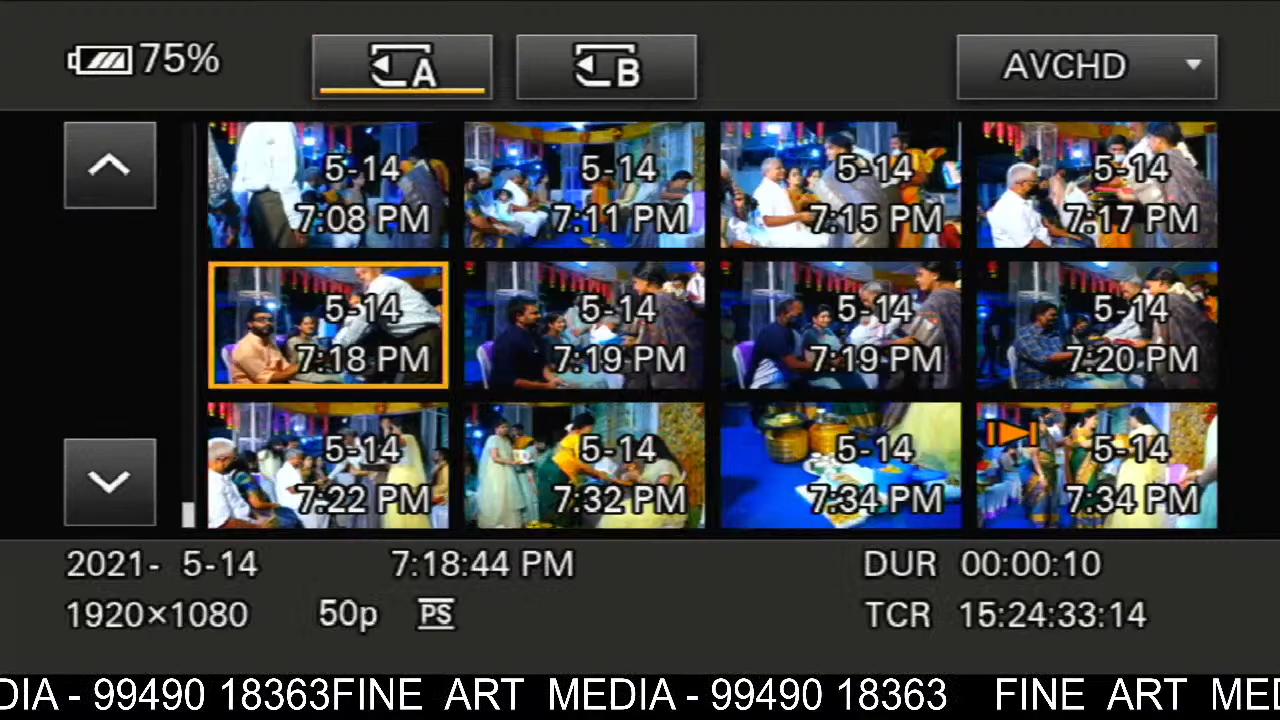 75%
A
B
AVCHD
5-14
7:08 PM
5-14
7:11 PM
5-14
7:15 PM
5-14
7:17 PM
5-14
7:18 PM
5-14
7:19 PM
5-14
7:19 PM
5-14
7:20 PM
5-14
7:22 PM
5-14
7:32 PM
5-14
7:34 PM
5-14
7:34 PM
2021- 5-14 7:18:44 PM DUR 00:00:10
1920×1080 50p PS TCR 15:24:33:14
DIA - 99490 18363FINE ART MEDIA - 99490 18363 FINE ART MED